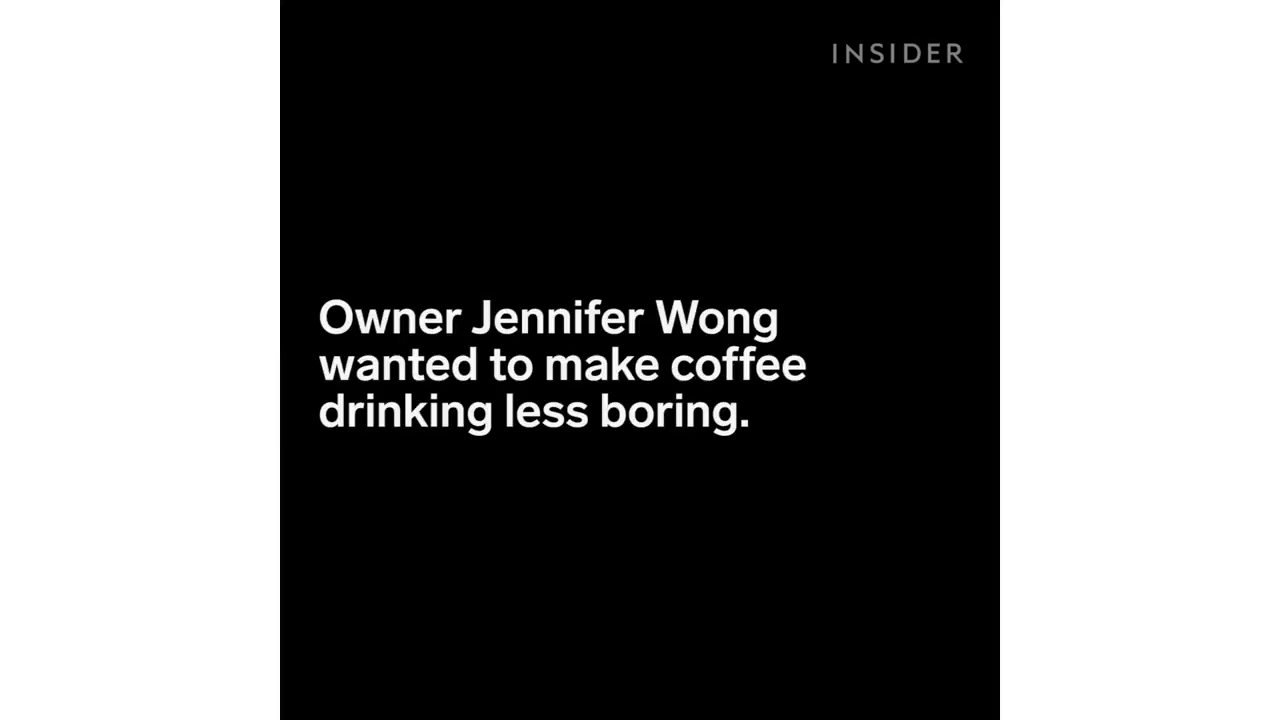 INSIDER
Owner Jennifer Wong
wanted to make coffee
drinking less boring.